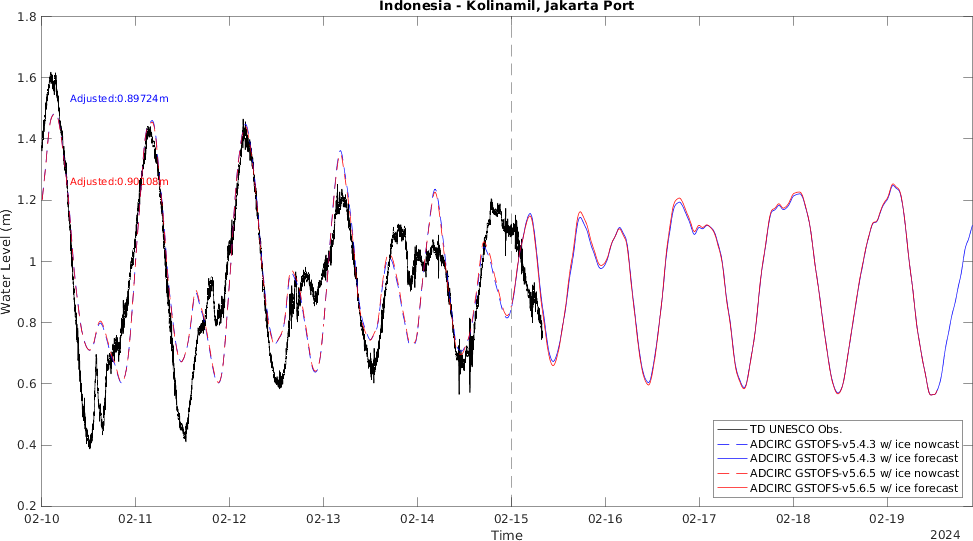 Indonesia - Kolinamil, Jakarta Port
1.8
1.6
1.4
1.2
1
0.8
0.6
0.4
0.2
Water Level (m)
Adjusted:0.89724m
Adjusted:0.90108m
TD UNESCO Obs.
ADCIRC GSTOFS-v5.4.3 w/ ice nowcast
ADCIRC GSTOFS-v5.4.3 w/ ice forecast
ADCIRC GSTOFS-v5.6.5 w/ ice nowcast
ADCIRC GSTOFS-v5.6.5 w/ ice forecast
02-10 02-11 02-12 02-13 02-14 02-15 02-16 02-17 02-18 02-19
Time
2024